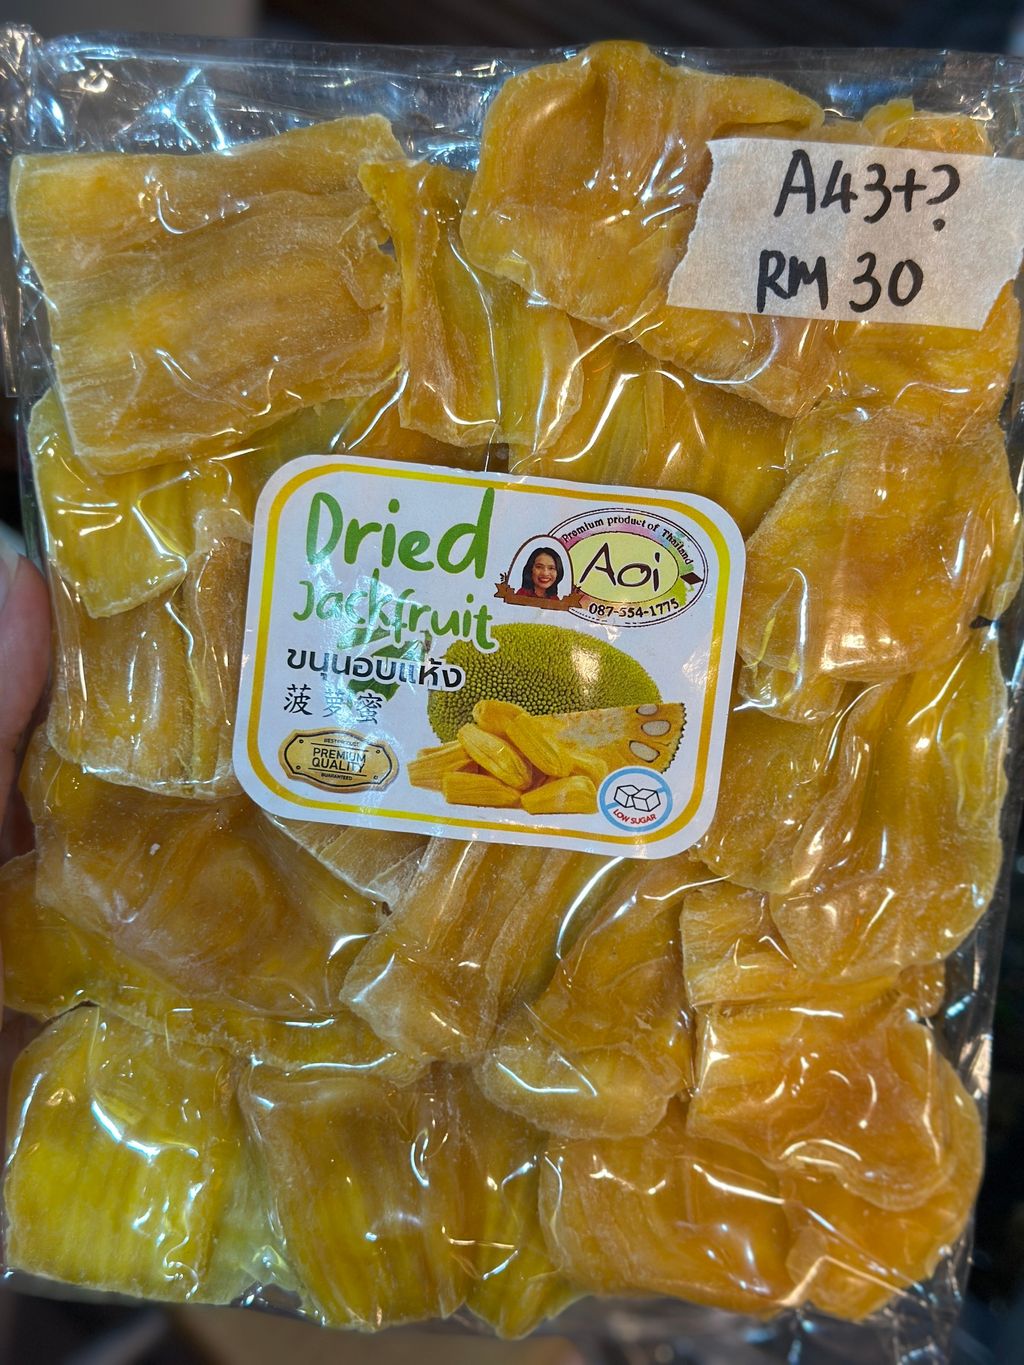 A43+?
RM 30
Dried
Jackfruit
ขนุนอบแห้ง
菠萝蜜
Premium product of Thailand
Aoi
087-554-1775
PREMIUM
QUALITY
GUARANTEED
LOW SUGAR